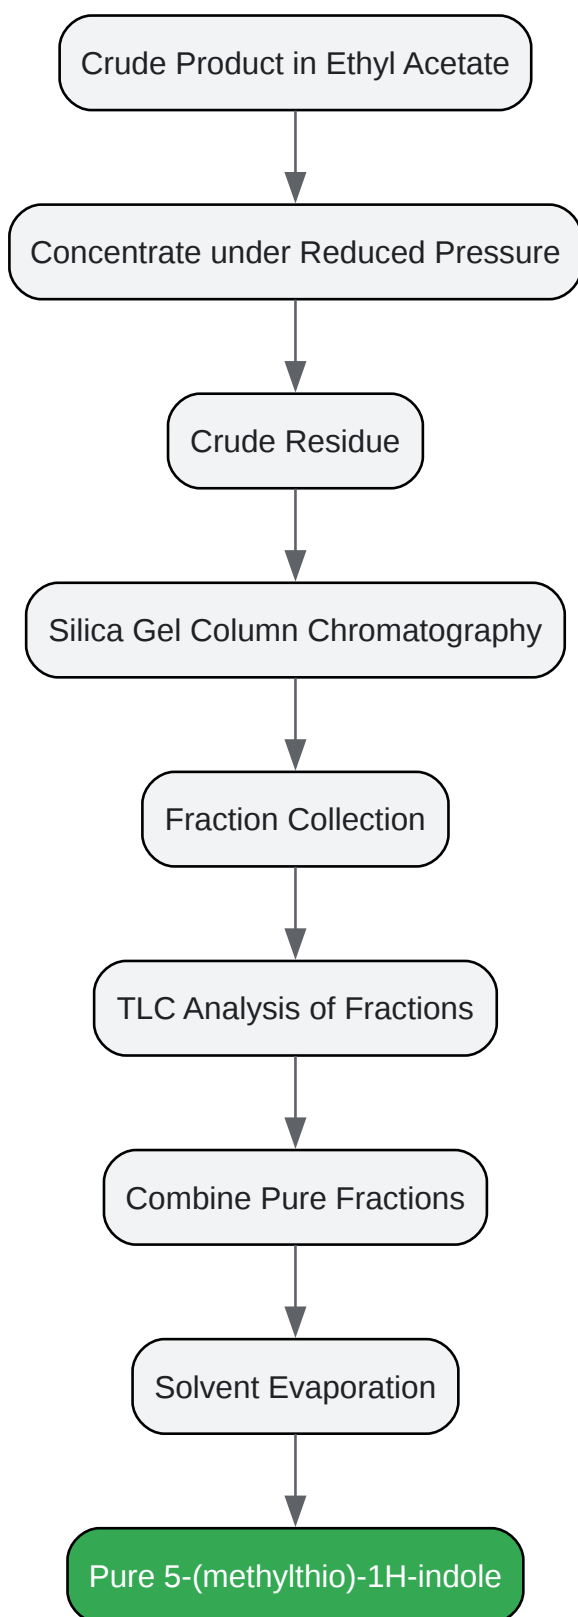 Crude Product in Ethyl Acetate
Concentrate under Reduced Pressure
Crude Residue
Silica Gel Column Chromatography
Fraction Collection
TLC Analysis of Fractions
Combine Pure Fractions
Solvent Evaporation
Pure 5-(methylthio)-1H-indole